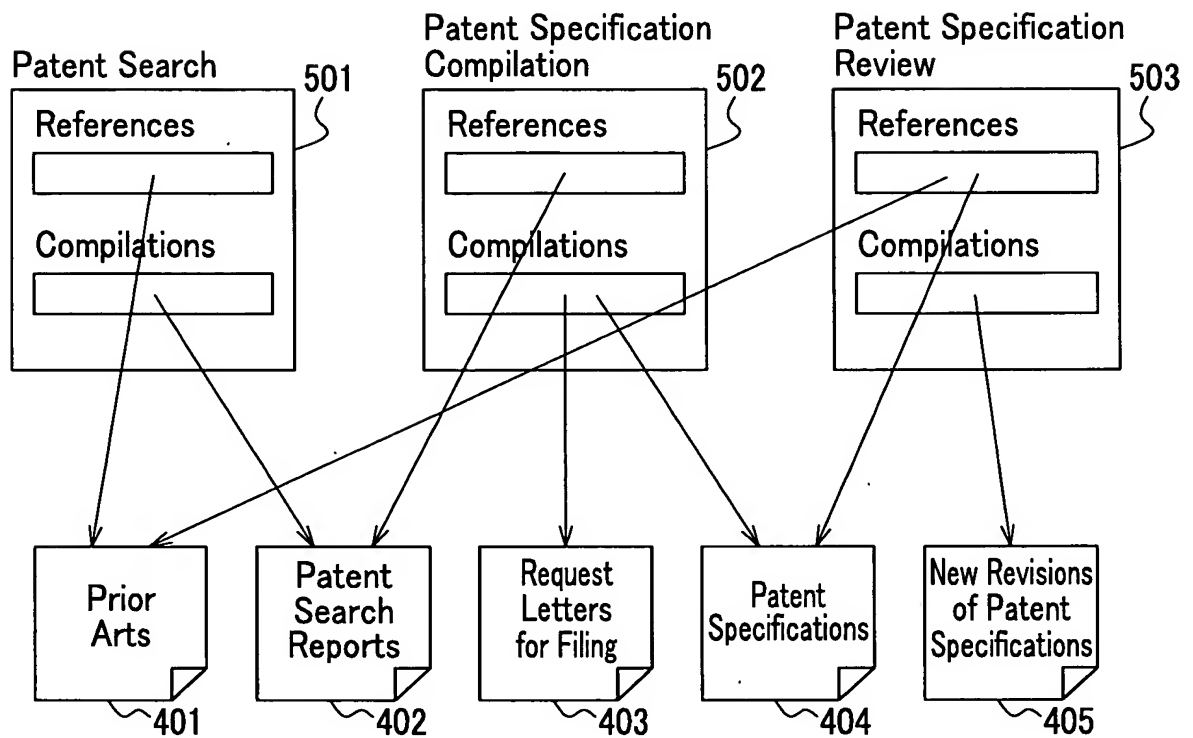 Patent Search
501
References
Compilations
Patent Specification
Compilation
502
References
Compilations
Patent Specification
Review
503
References
Compilations
Prior
Arts
401
Patent
Search
Reports
402
Request
Letters
for Filing
403
Patent
Specifications
404
New Revisions
of Patent
Specifications
405